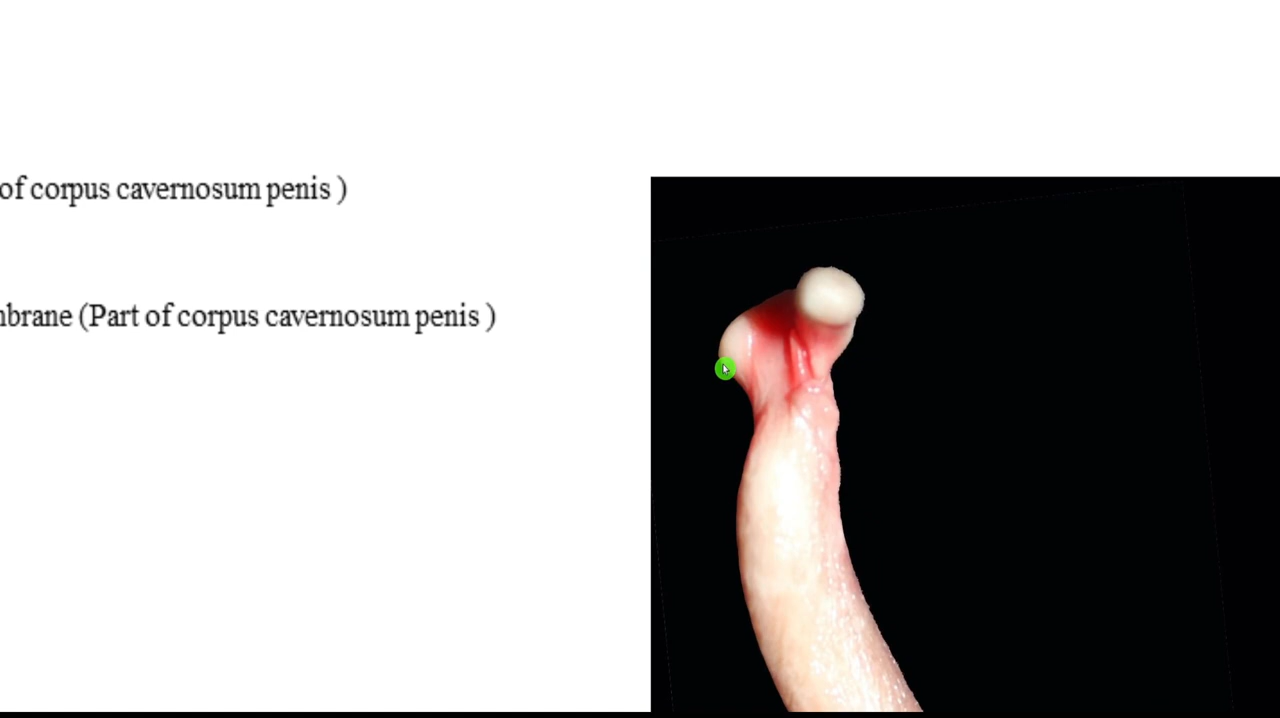 of corpus cavernosum penis )
mbrane (Part of corpus cavernosum penis )